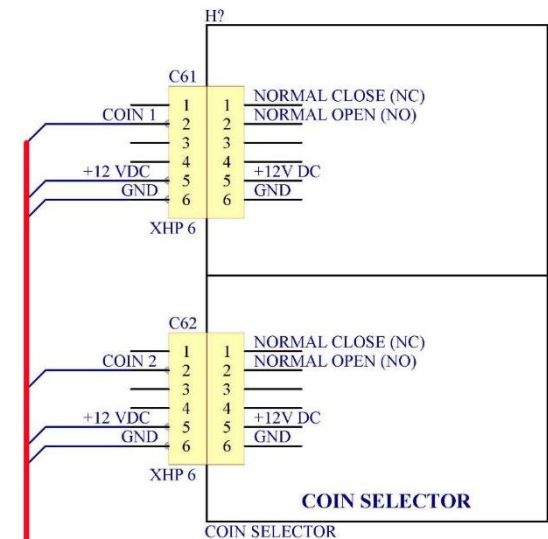 H?
C61
1 1 NORMAL CLOSE (NC)
COIN 1 2 2 NORMAL OPEN (NO)
3 3
4 4
+12 VDC 5 5 +12V DC
GND 6 6 GND
XHP 6
C62
1 1 NORMAL CLOSE (NC)
COIN 2 2 2 NORMAL OPEN (NO)
3 3
4 4
+12 VDC 5 5 +12V DC
GND 6 6 GND
XHP 6
COIN SELECTOR
COIN SELECTOR